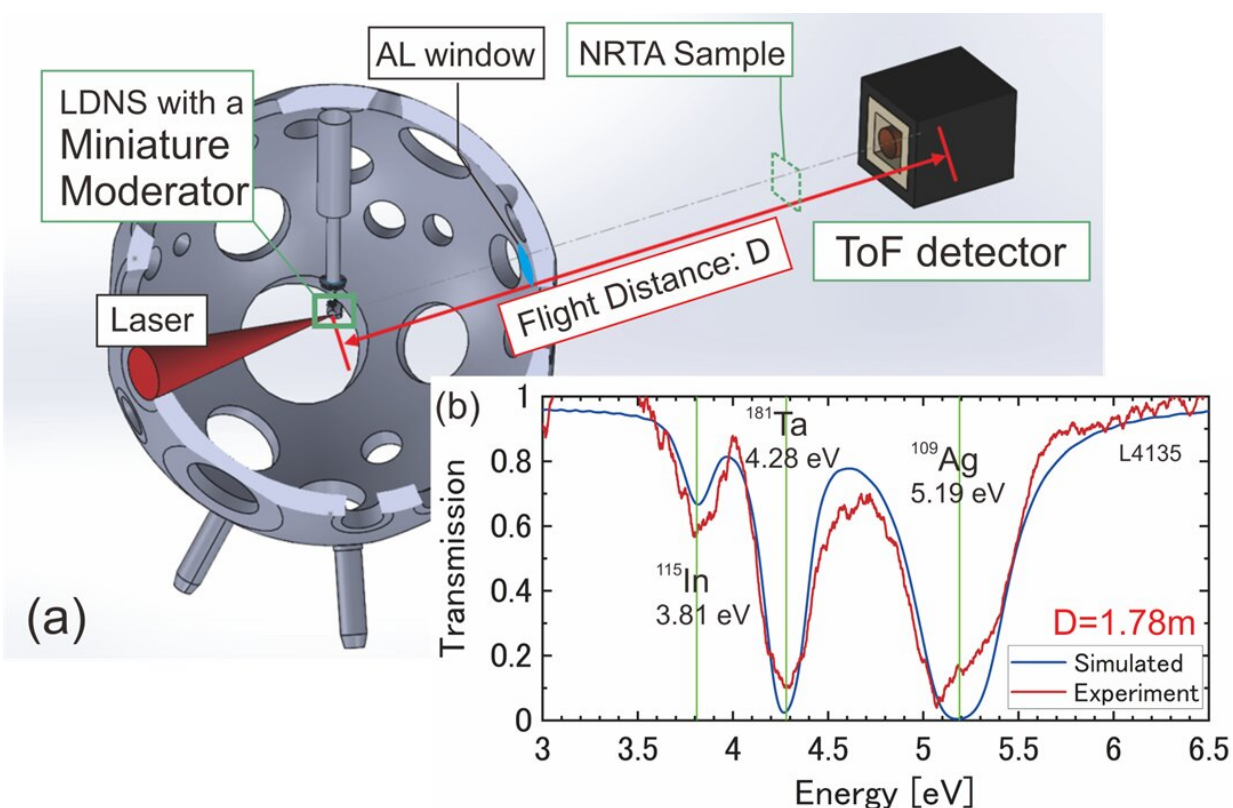 AL window
NRTA Sample
LDNS with a
Miniature
Moderator
ToF detector
Flight Distance: D
Laser
(a)
(b)
1
0.8
0.6
0.4
0.2
0
Transmission
181Ta
4.28 eV
109Ag
5.19 eV
L4135
115In
3.81 eV
D=1.78m
Simulated
Experiment
3 3.5 4 4.5 5 5.5 6 6.5
Energy [eV]